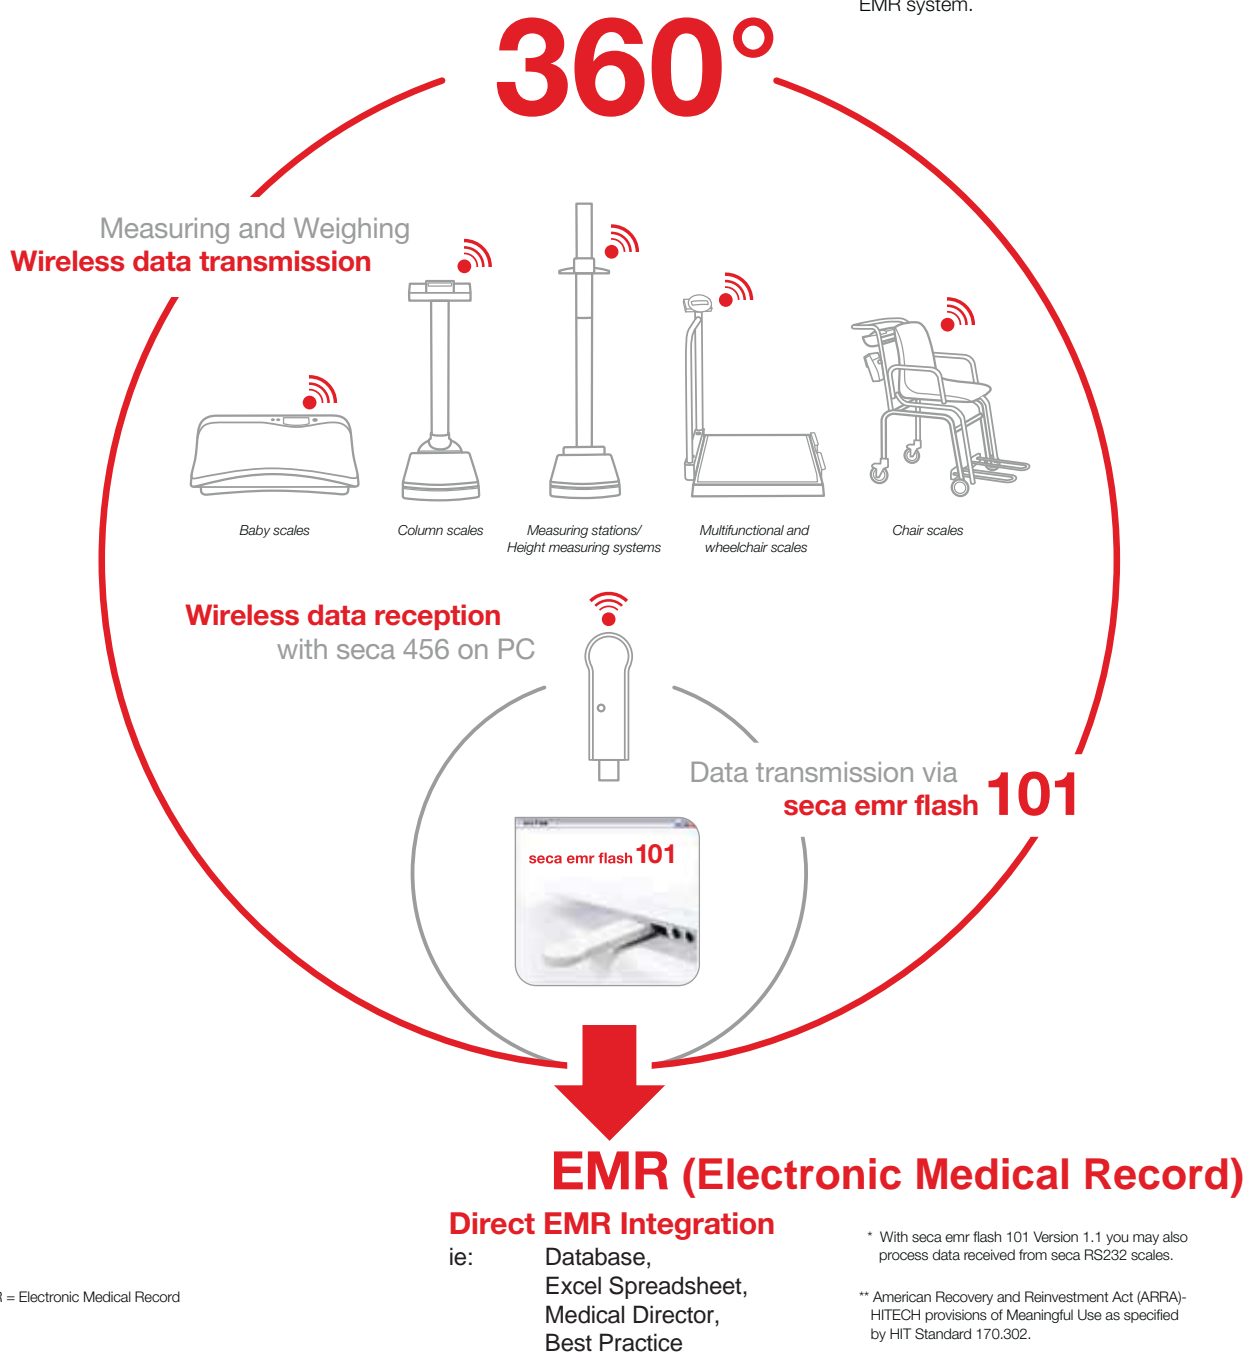 EMR system.
360°
Measuring and Weighing
Wireless data transmission
Baby scales
Column scales
Measuring stations/
Height measuring systems
Multifunctional and
wheelchair scales
Chair scales
Wireless data reception
with seca 456 on PC
Data transmission via
seca emr flash 101
seca emr flash 101
EMR (Electronic Medical Record)
Direct EMR Integration
ie: Database,
Excel Spreadsheet,
Medical Director,
Best Practice
* With seca emr flash 101 Version 1.1 you may also
process data received from seca RS232 scales.
** American Recovery and Reinvestment Act (ARRA)-
HITECH provisions of Meaningful Use as specified
by HIT Standard 170.302.
= Electronic Medical Record